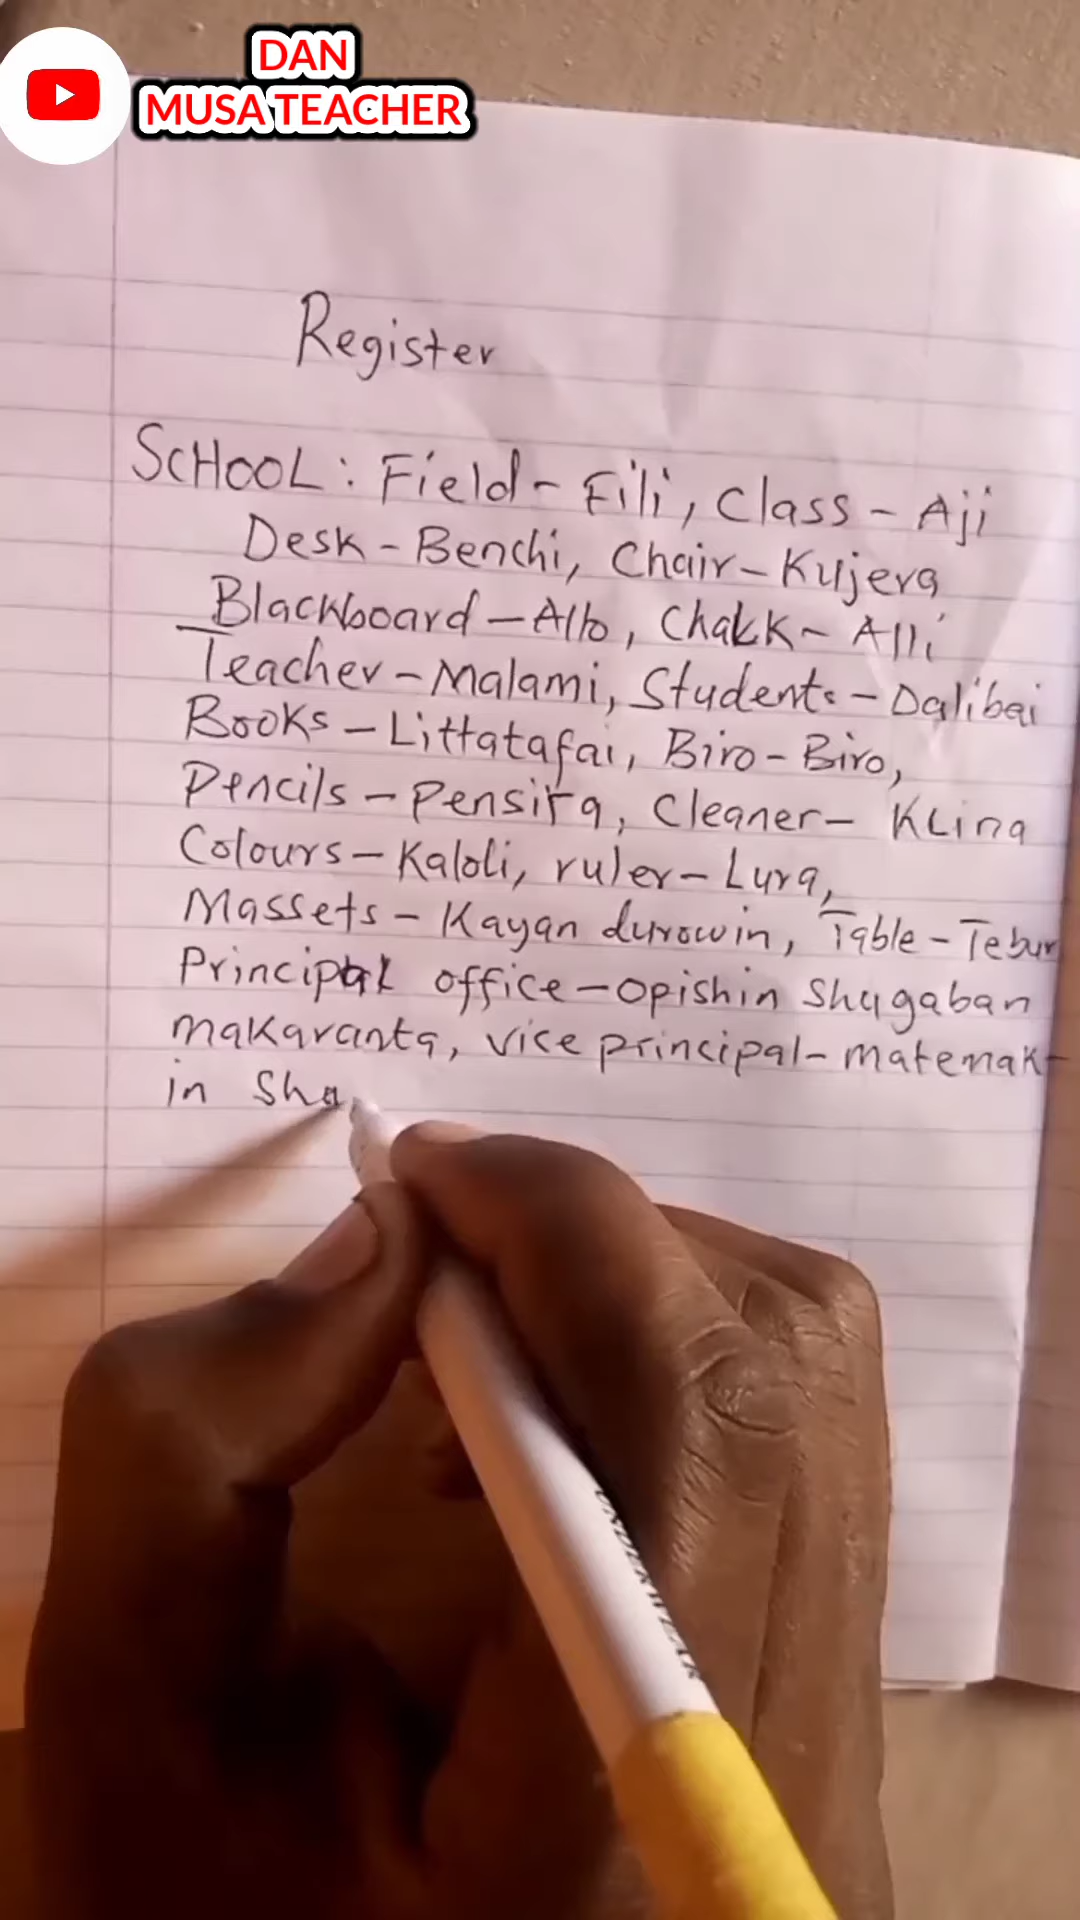 DAN
MUSA TEACHER
Register
SCHOOL: Field - Fili, Class - Aji
Desk - Benchi, Chair - Kujera
Blackboard - Allo, Chalk - Alli
Teacher - Malami, Students - Dalibai
Books - Littatafai, Biro - Biro,
Pencils - Pensira, Cleaner - Klina
Colours - Kaloli, ruler - Lura,
Massets - Kayan durowin, Table - Tebur
Principal office - opishin Shugaban
makaranta, vice principal - matemak-
in Sha
UNDERWEAR